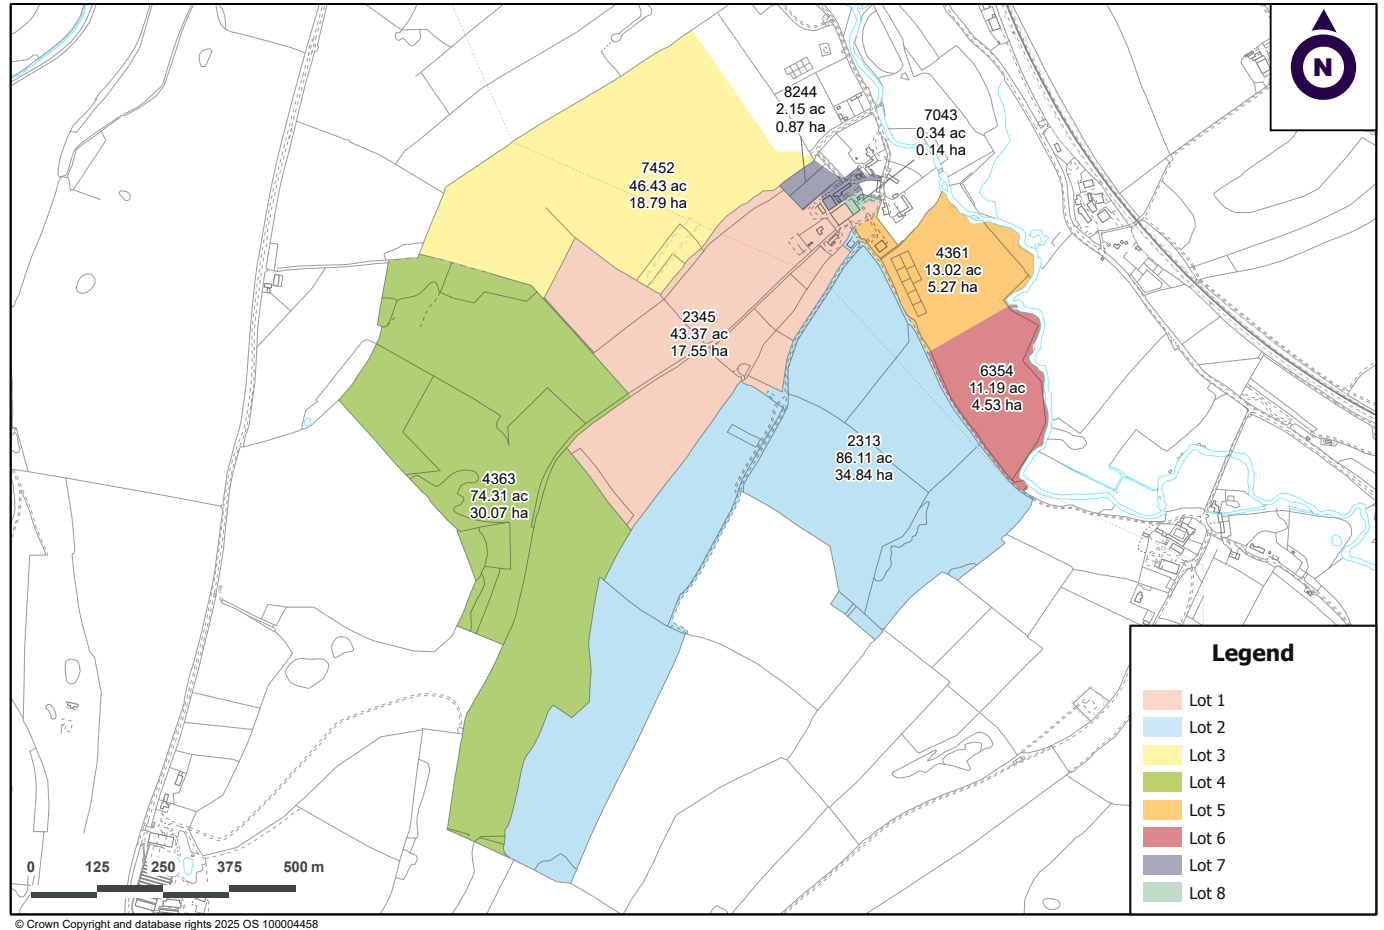 N
8244
2.15 ac
0.87 ha
7043
0.34 ac
0.14 ha
7452
46.43 ac
18.79 ha
4361
13.02 ac
5.27 ha
2345
43.37 ac
17.55 ha
6354
11.19 ac
4.53 ha
2313
86.11 ac
34.84 ha
4363
74.31 ac
30.07 ha
Legend
Lot 1
Lot 2
Lot 3
Lot 4
Lot 5
Lot 6
Lot 7
Lot 8
0 125 250 375 500 m
© Crown Copyright and database rights 2025 OS 100004458